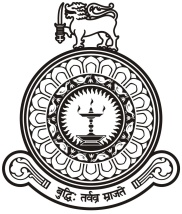 बुद्धिः सर्वत्र भ्राजते